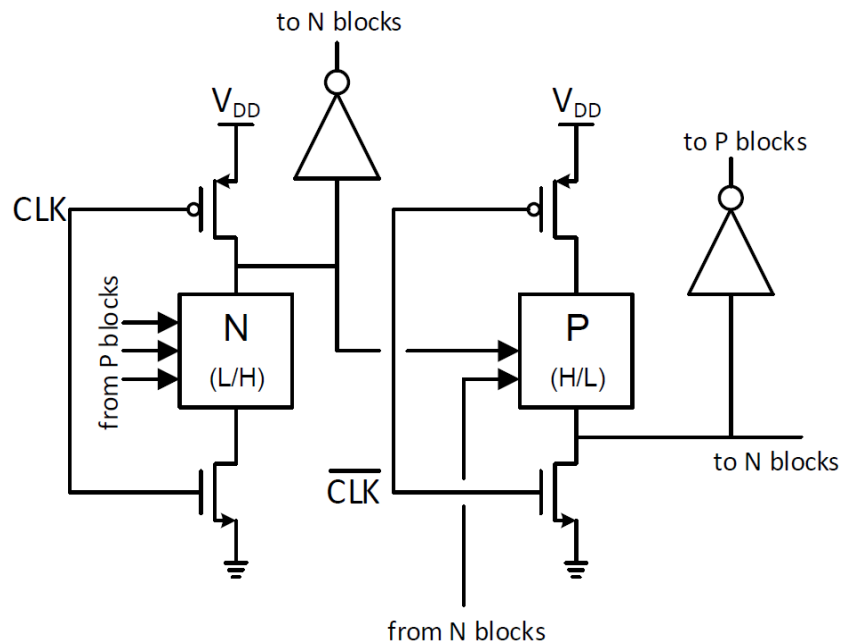 to N blocks
VDD
VDD
to P blocks
CLK
from P blocks
N
(L/H)
P
(H/L)
CLK
to N blocks
from N blocks